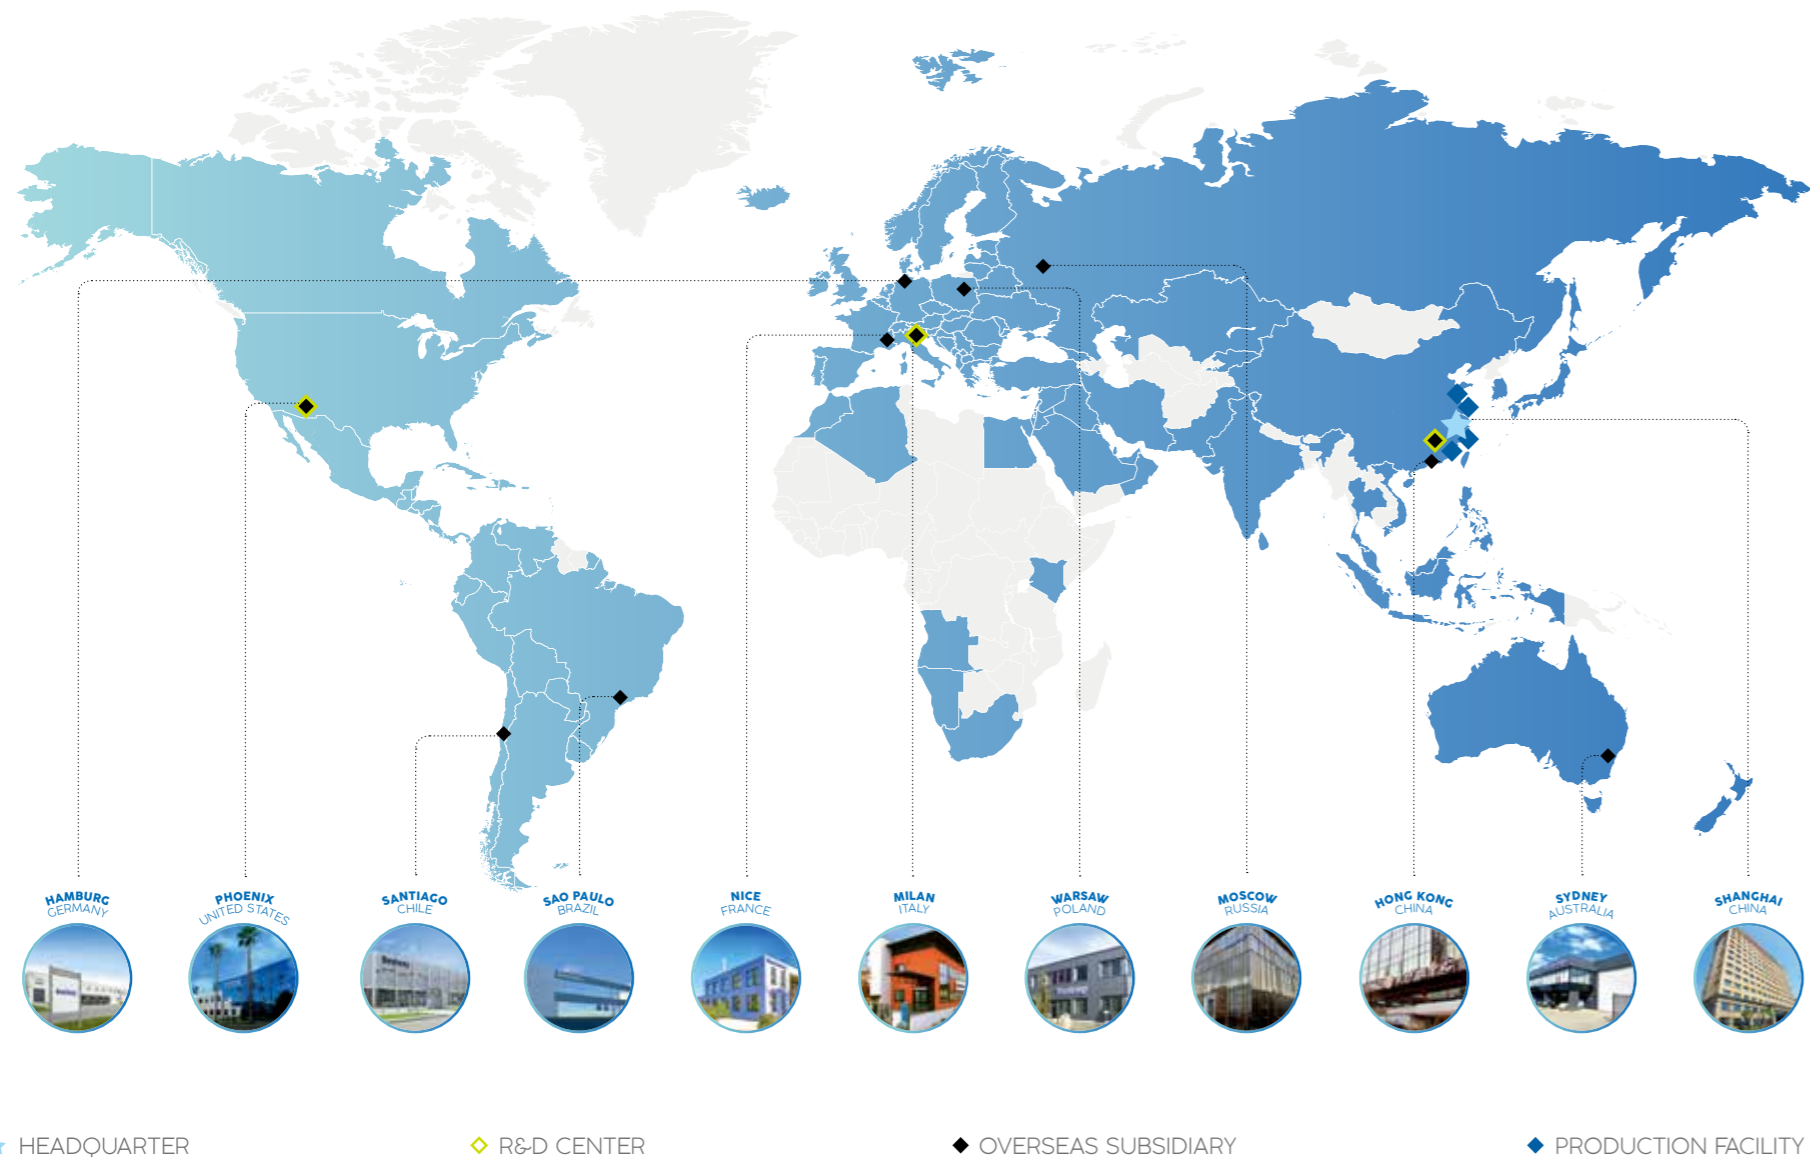 HAMBURG
GERMANY
PHOENIX
UNITED STATES
SANTIAGO
CHILE
SAO PAULO
BRAZIL
NICE
FRANCE
MILAN
ITALY
WARSAW
POLAND
MOSCOW
RUSSIA
HONG KONG
CHINA
SYDNEY
AUSTRALIA
SHANGHAI
CHINA
HEADQUARTER
R&D CENTER
OVERSEAS SUBSIDIARY
PRODUCTION FACILITY